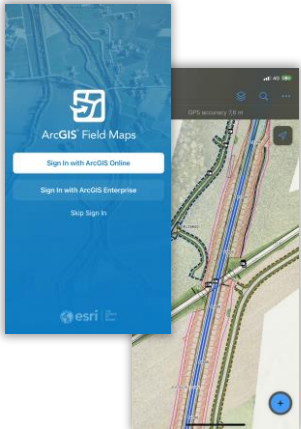 ArcGIS® Field Maps
Sign In with ArcGIS Online
Sign In with ArcGIS Enterprise
Skip Sign In
esri
4G
GPS accuracy 7,6 m